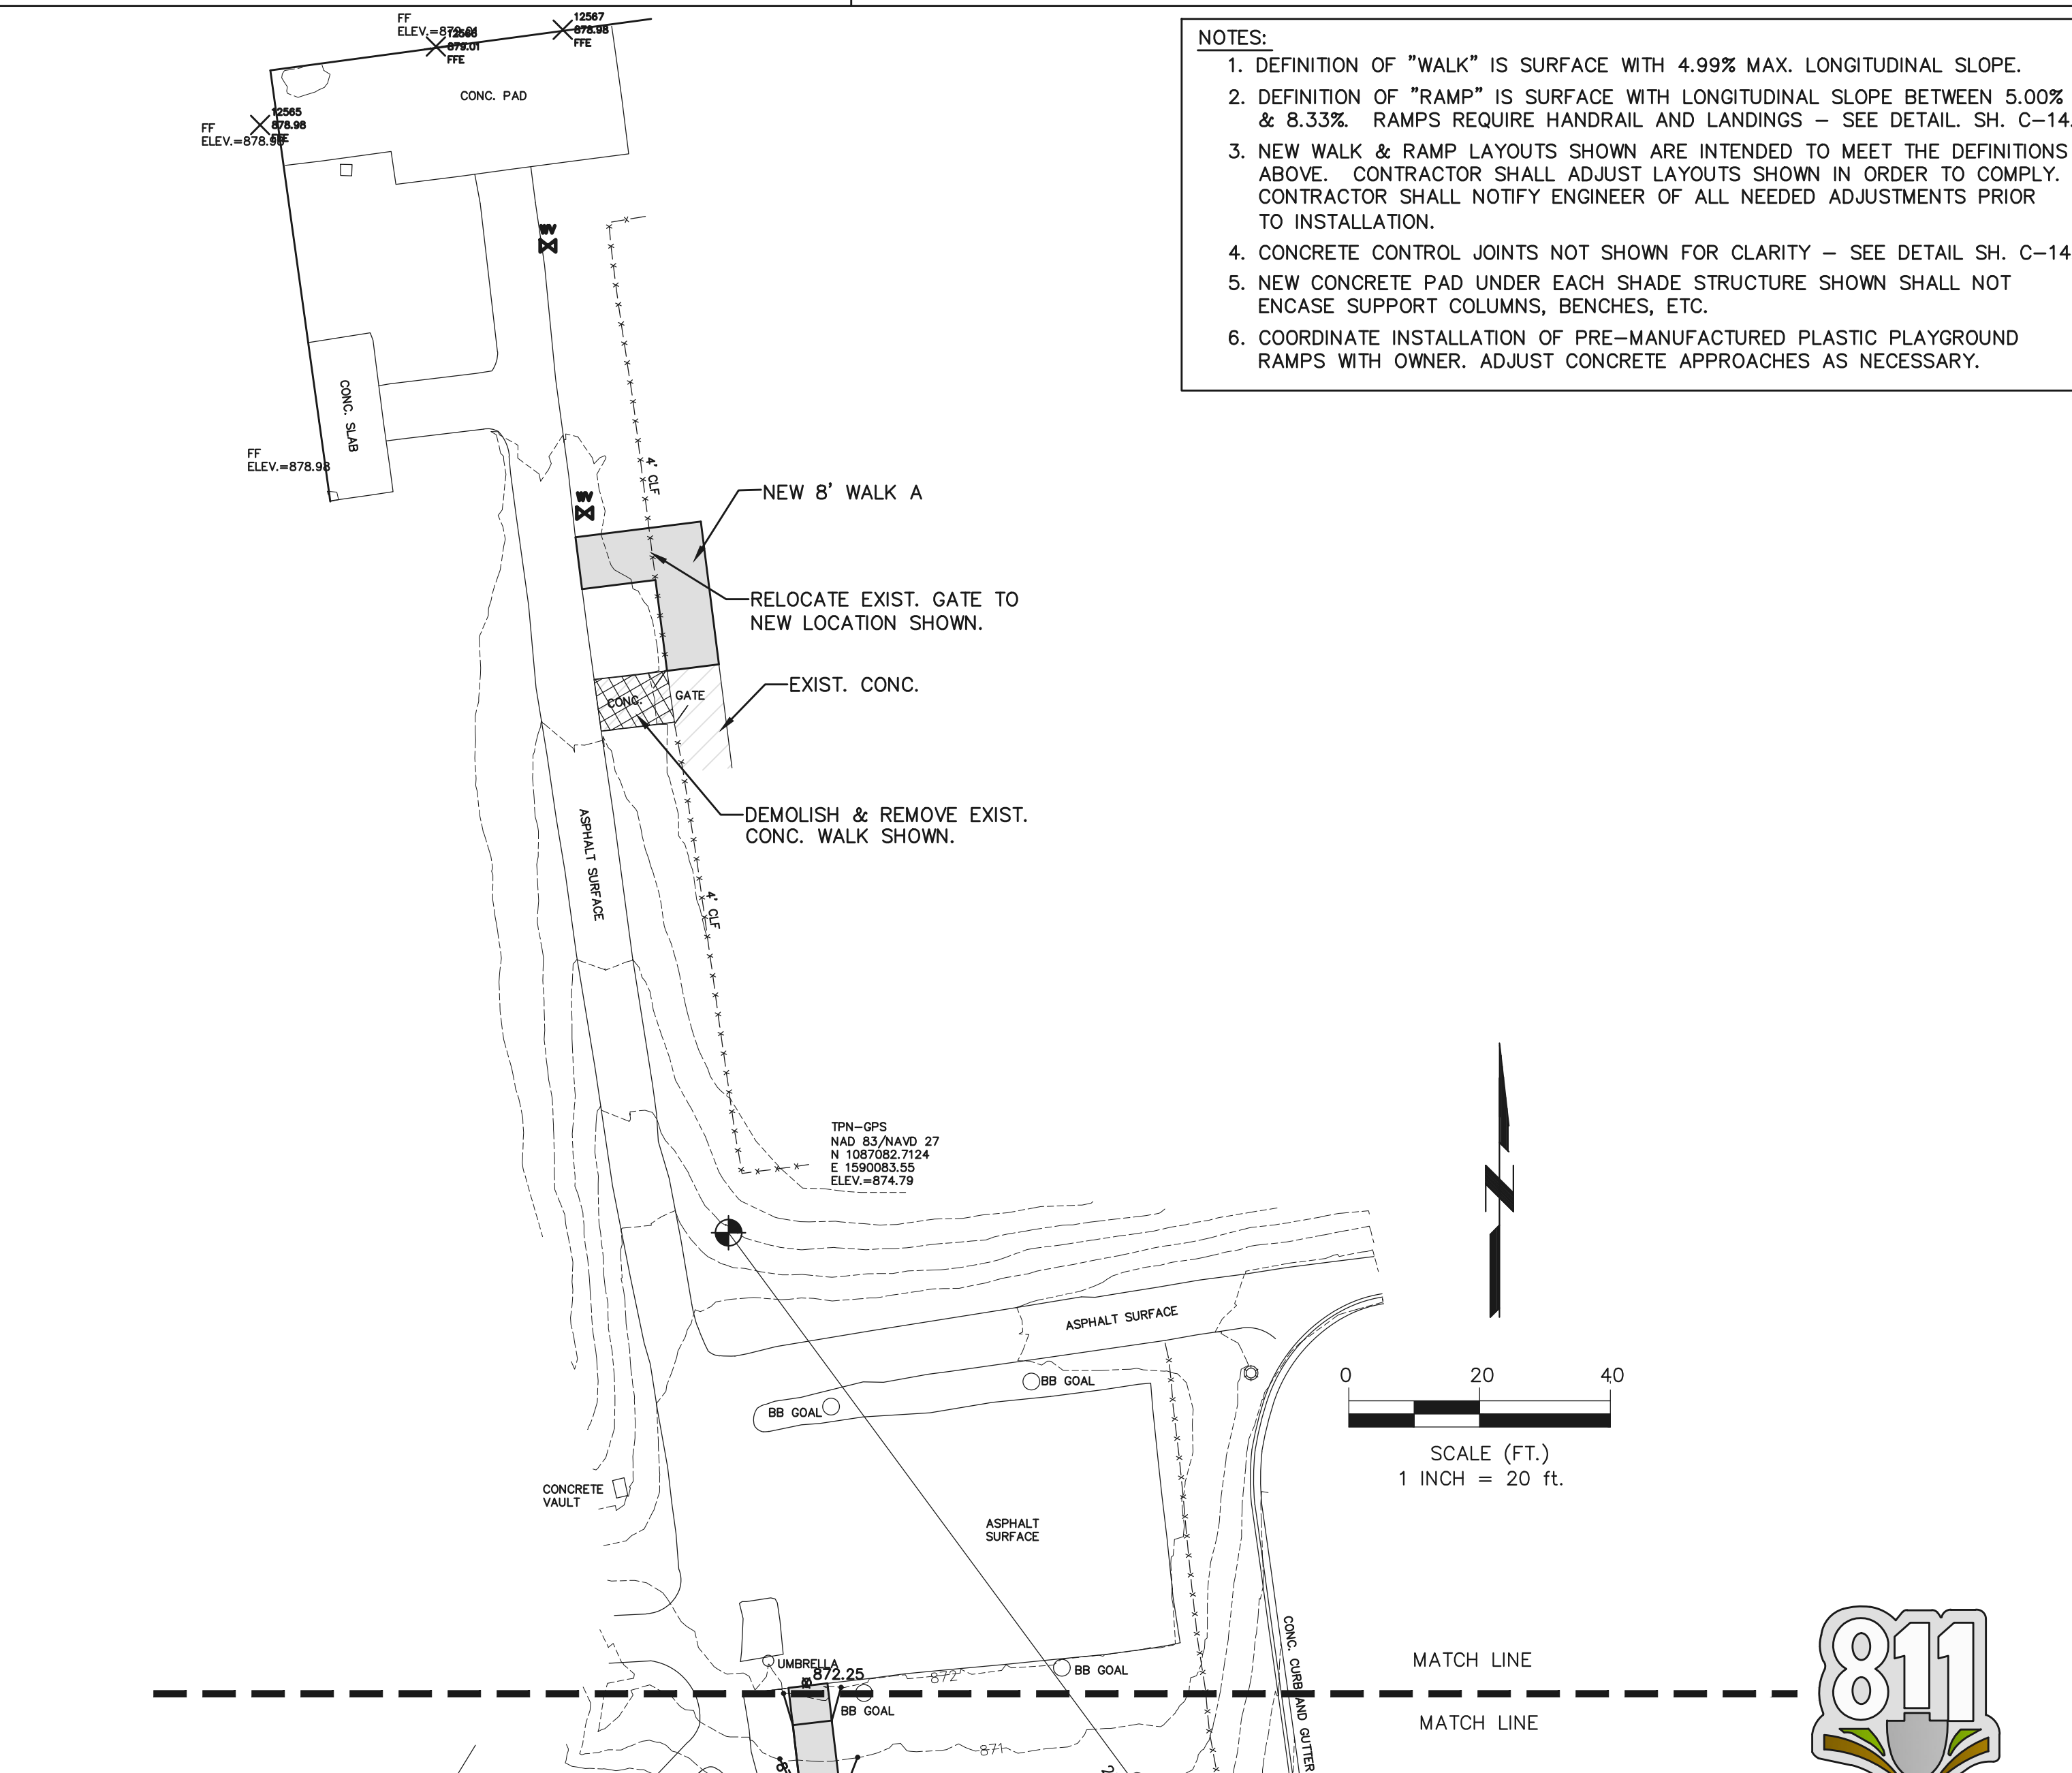 FF
ELEV.=879.01
12566
879.01
FFE
12567
878.98
FFE
CONC. PAD
12565
878.98
FFE
FF
ELEV.=878.98
WV
CONC. SLAB
FF
ELEV.=878.98
4' CLF
WV
NEW 8' WALK A
RELOCATE EXIST. GATE TO
NEW LOCATION SHOWN.
EXIST. CONC.
CONC.
GATE
DEMOLISH & REMOVE EXIST.
CONC. WALK SHOWN.
ASPHALT SURFACE
4' CLF
TPN-GPS
NAD 83/NAVD 27
N 1087082.7124
E 1590083.55
ELEV.=874.79
ASPHALT SURFACE
BB GOAL
BB GOAL
CONCRETE
VAULT
ASPHALT
SURFACE
UMBRELLA
872.25
872
BB GOAL
BB GOAL
871
CONC. CURB AND GUTTER
NOTES:
1. DEFINITION OF "WALK" IS SURFACE WITH 4.99% MAX. LONGITUDINAL SLOPE.
2. DEFINITION OF "RAMP" IS SURFACE WITH LONGITUDINAL SLOPE BETWEEN 5.00%
& 8.33%. RAMPS REQUIRE HANDRAIL AND LANDINGS – SEE DETAIL. SH. C-14.
3. NEW WALK & RAMP LAYOUTS SHOWN ARE INTENDED TO MEET THE DEFINITIONS
ABOVE. CONTRACTOR SHALL ADJUST LAYOUTS SHOWN IN ORDER TO COMPLY.
CONTRACTOR SHALL NOTIFY ENGINEER OF ALL NEEDED ADJUSTMENTS PRIOR
TO INSTALLATION.
4. CONCRETE CONTROL JOINTS NOT SHOWN FOR CLARITY – SEE DETAIL SH. C-14
5. NEW CONCRETE PAD UNDER EACH SHADE STRUCTURE SHOWN SHALL NOT
ENCASE SUPPORT COLUMNS, BENCHES, ETC.
6. COORDINATE INSTALLATION OF PRE-MANUFACTURED PLASTIC PLAYGROUND
RAMPS WITH OWNER. ADJUST CONCRETE APPROACHES AS NECESSARY.
N
0 20 40
SCALE (FT.)
1 INCH = 20 ft.
MATCH LINE
MATCH LINE
811